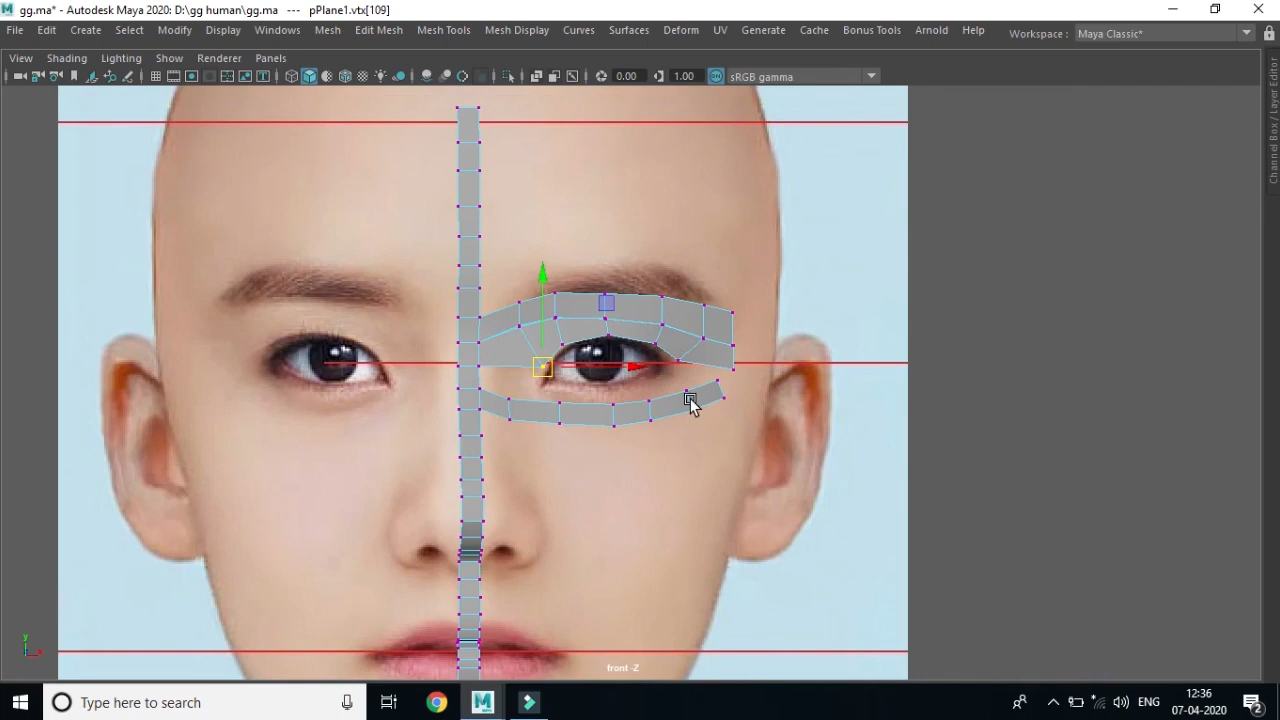 gg.ma* - Autodesk Maya 2020: D:\gg human\gg.ma --- pPlane1.vtx[109]
File Edit Create Select Modify Display Windows Mesh Edit Mesh Mesh Tools Mesh Display Curves Surfaces Deform UV Generate Cache Bonus Tools Arnold Help Workspace : Maya Classic*
View Shading Lighting Show Renderer Panels
0.00 1.00 sRGB gamma
Channel Box / Layer Editor
y
x
front -Z
Type here to search
ENG
12:36
07-04-2020
2